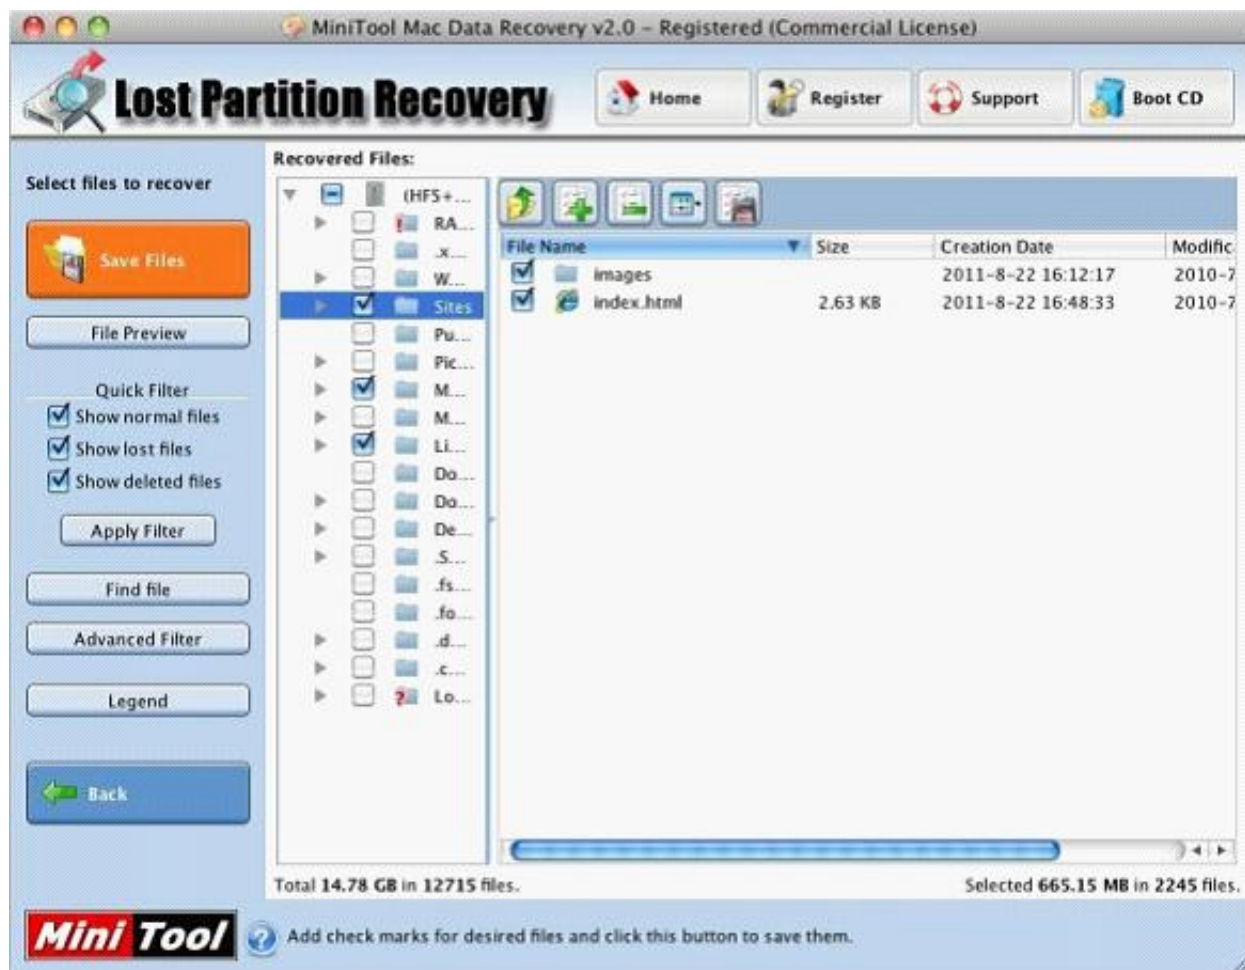 MiniTool Mac Data Recovery v2.0 – Registered (Commercial License)
Lost Partition Recovery
Home
Register
Support
Boot CD
Select files to recover
Save Files
File Preview
Quick Filter
Show normal files
Show lost files
Show deleted files
Apply Filter
Find file
Advanced Filter
Legend
Back
Recovered Files:
(HFS+...
RA...
.x...
W...
Sites
Pu...
Pic...
M...
M...
Li...
Do...
Do...
De...
.S...
.fs...
.fo...
.d...
.c...
Lo...
File Name Size Creation Date Modific
images 2011-8-22 16:12:17 2010-7
index.html 2.63 KB 2011-8-22 16:48:33 2010-7
Total 14.78 GB in 12715 files.
Selected 665.15 MB in 2245 files.
Mini Tool
Add check marks for desired files and click this button to save them.